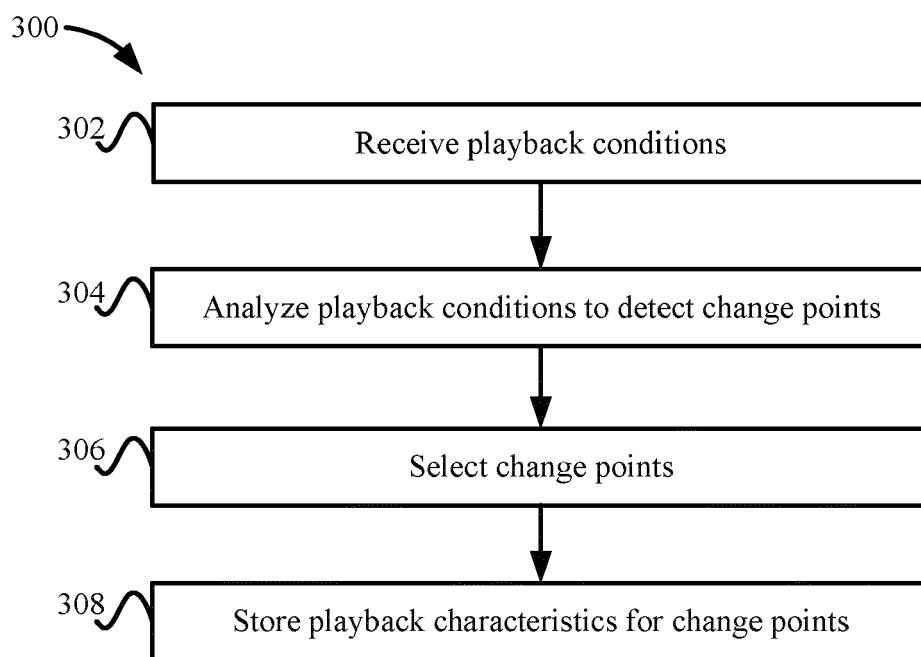 300
302
Receive playback conditions
304
Analyze playback conditions to detect change points
306
Select change points
308
Store playback characteristics for change points